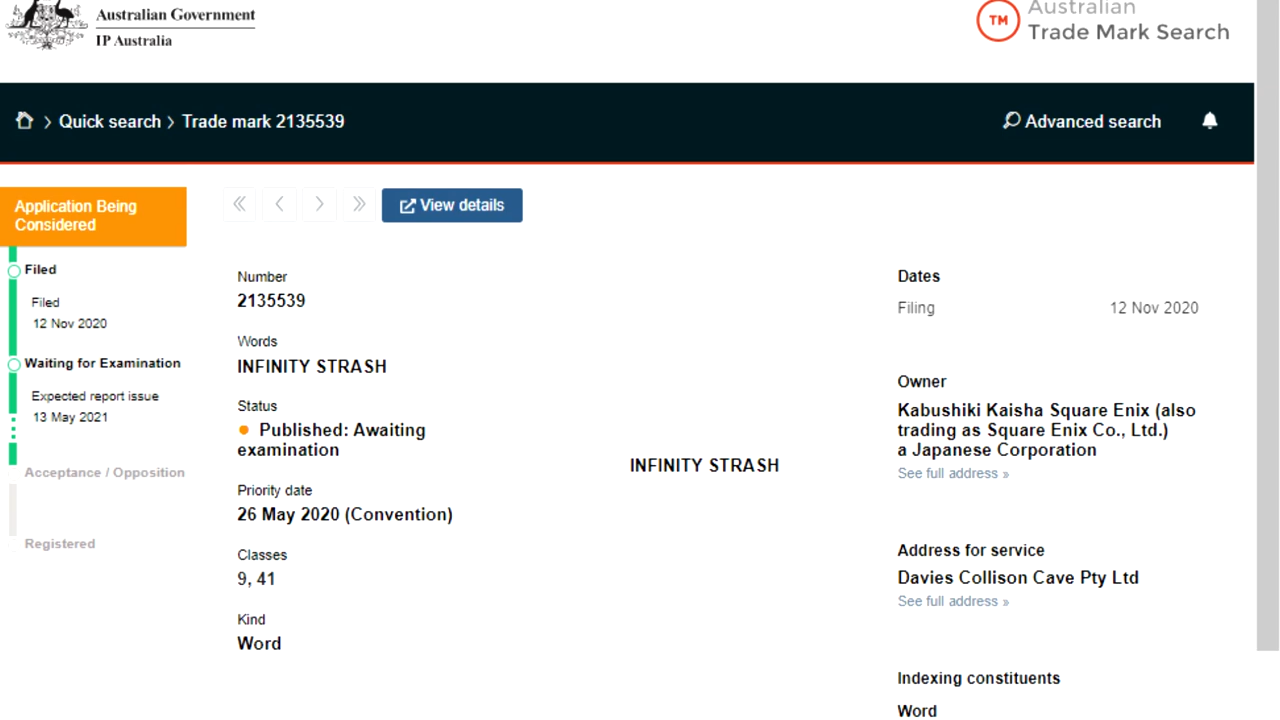 Australian Government
IP Australia
Australian
Trade Mark Search
TM
Quick search > Trade mark 2135539
Advanced search
Application Being
Considered
Filed
Filed
12 Nov 2020
Waiting for Examination
Expected report issue
13 May 2021
Acceptance / Opposition
Registered
View details
Number
2135539
Words
INFINITY STRASH
Status
Published: Awaiting
examination
Priority date
26 May 2020 (Convention)
Classes
9, 41
Kind
Word
INFINITY STRASH
Dates
Filing 12 Nov 2020
Owner
Kabushiki Kaisha Square Enix (also
trading as Square Enix Co., Ltd.)
a Japanese Corporation
See full address »
Address for service
Davies Collison Cave Pty Ltd
See full address »
Indexing constituents
Word